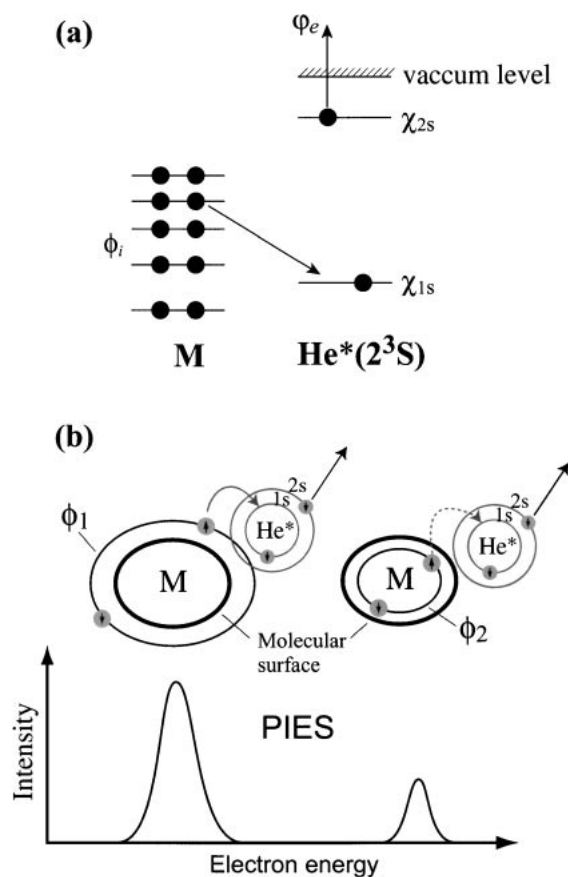 (a)
φₑ
vaccum level
χ₂ₛ
ϕᵢ
χ₁ₛ
M
He*(2³S)
(b)
ϕ₁
M
1s
2s
He*
M
1s
2s
He*
ϕ₂
Molecular
surface
PIES
Intensity
Electron energy